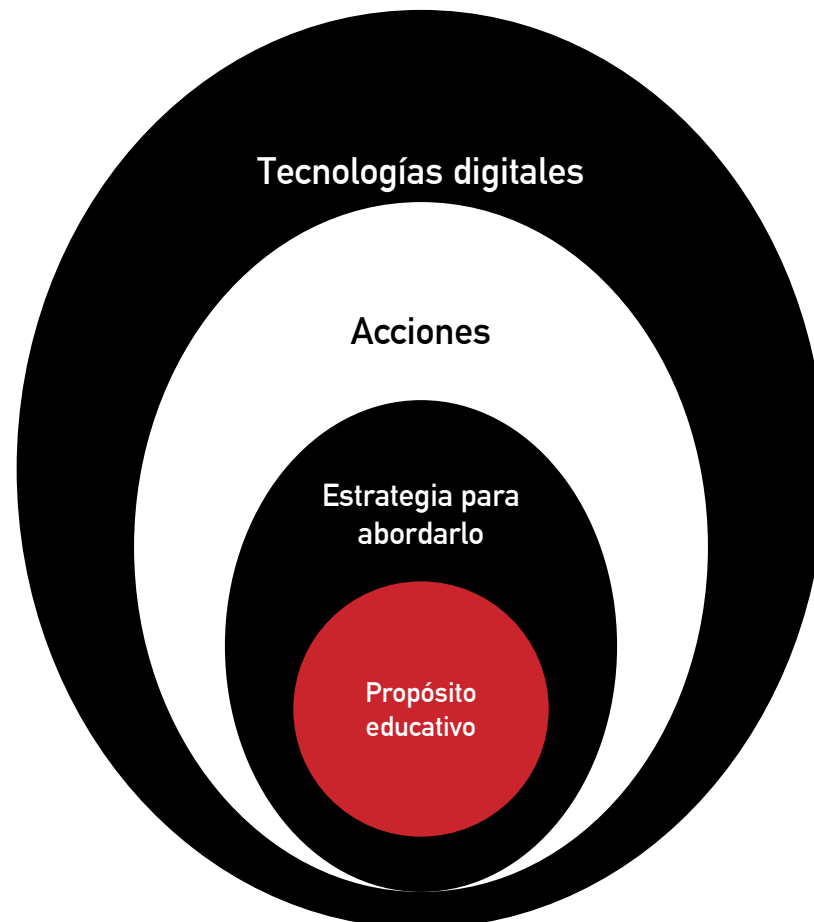 Tecnologías digitales
Acciones
Estrategia para
abordarlo
Propósito
educativo